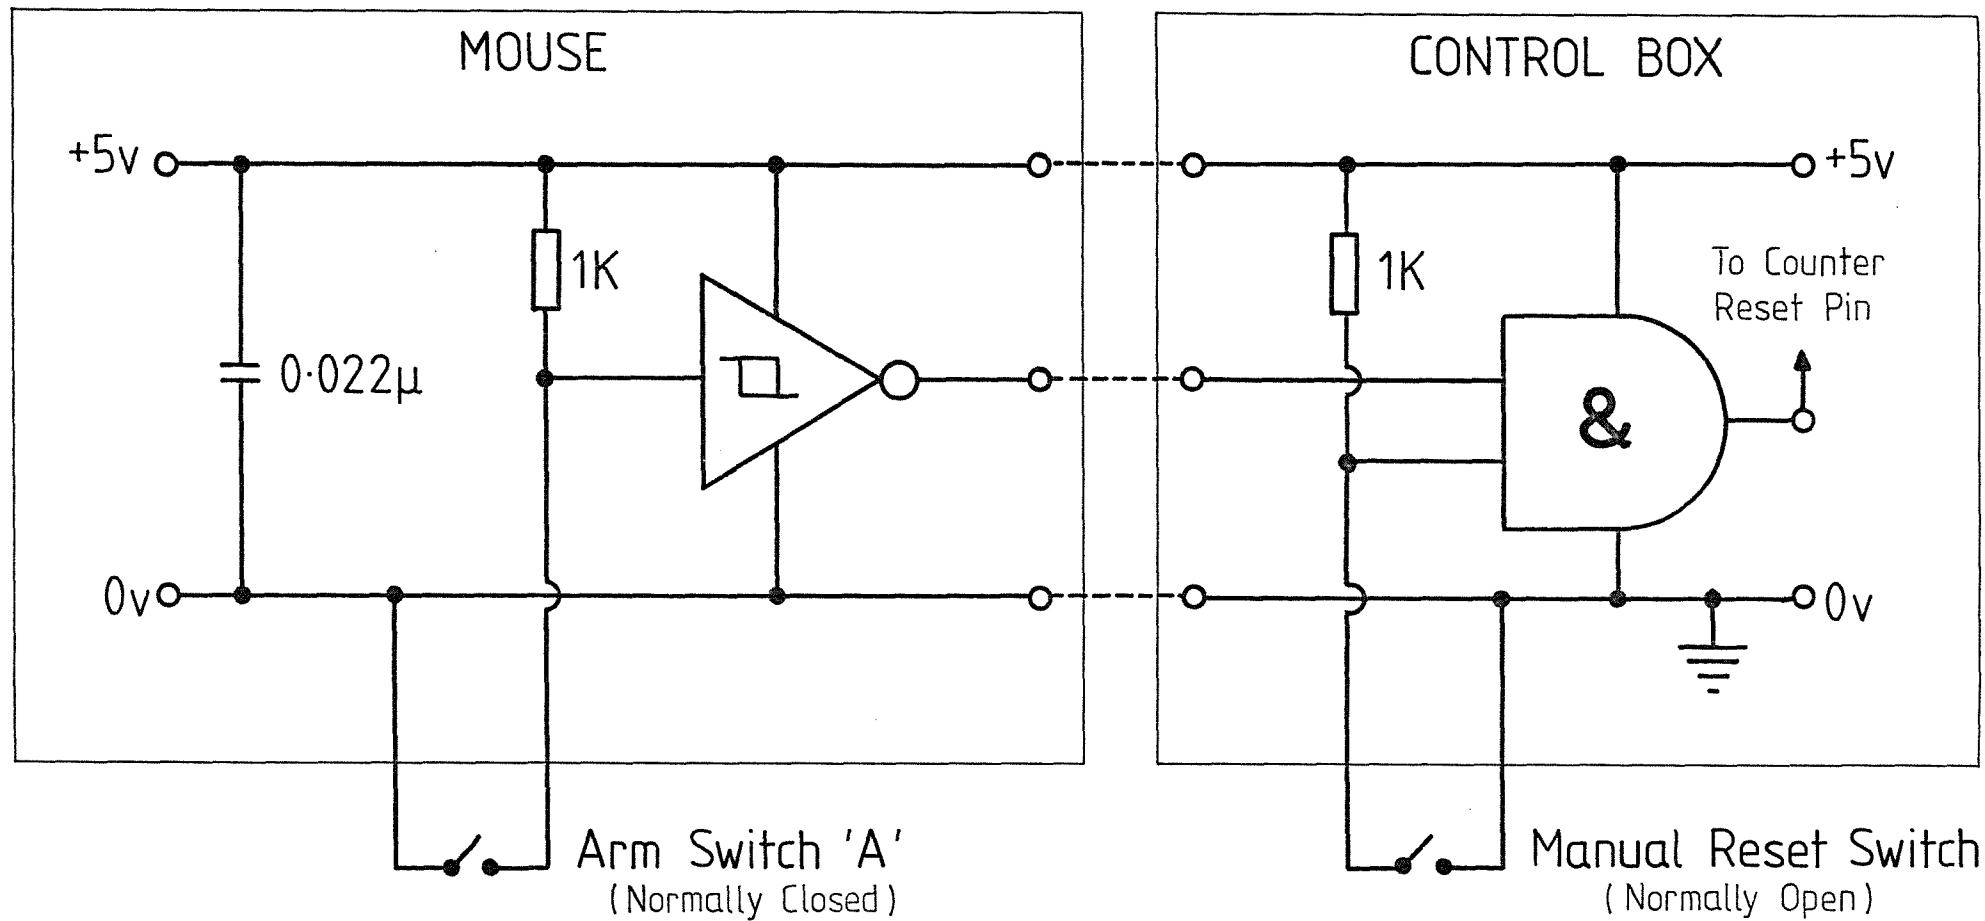 MOUSE
CONTROL BOX
+5v
+5v
1K
1K
To Counter
Reset Pin
0·022μ
&
0v
0v
Arm Switch 'A'
(Normally Closed)
Manual Reset Switch
(Normally Open)